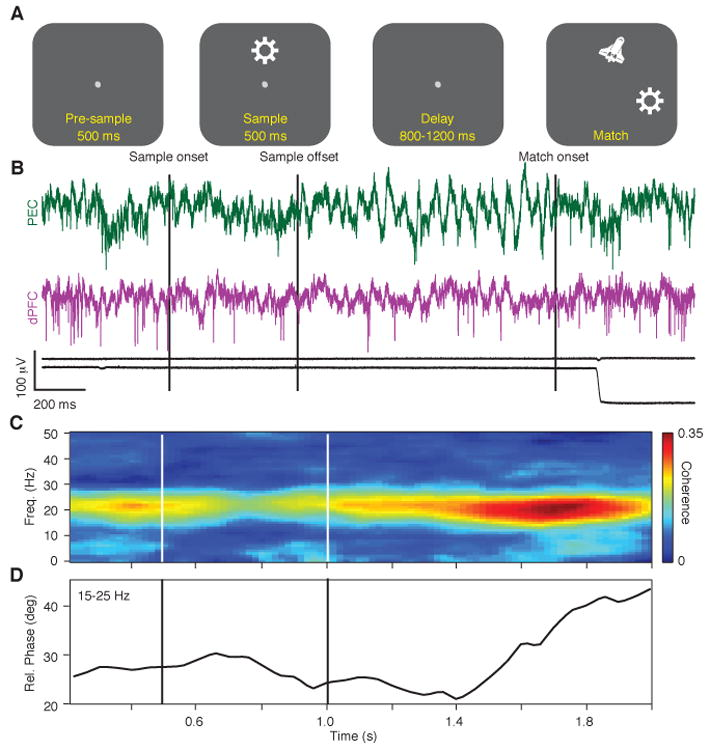 A
Pre-sample
500 ms
Sample
500 ms
Delay
800-1200 ms
Match
B
Sample onset
Sample offset
Match onset
PEC
dPFC
100 μV
200 ms
C
50
40
30
20
10
0
Freq. (Hz)
0.35
Coherence
0
D
15-25 Hz
40
30
20
Rel. Phase (deg)
0.6
1.0
1.4
1.8
Time (s)